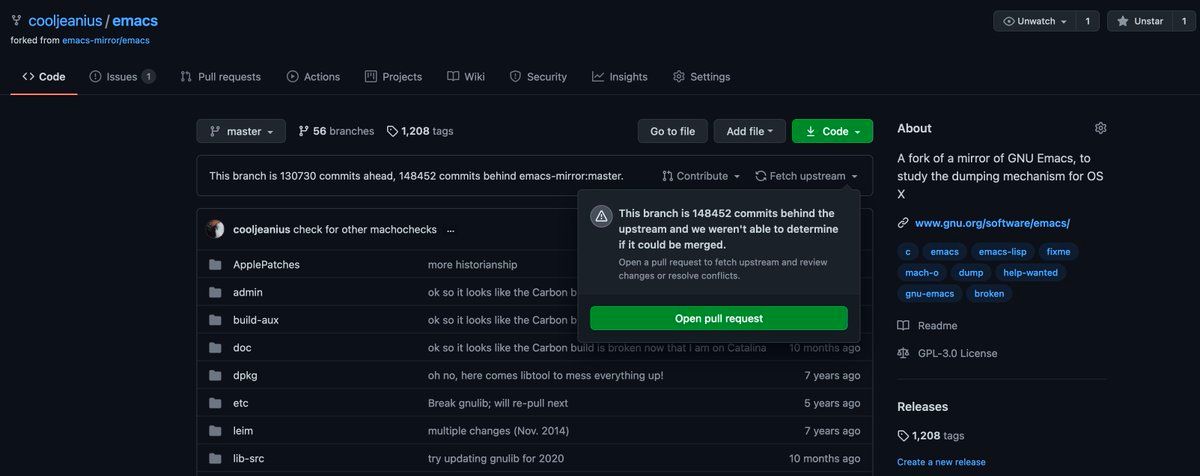 cooljeanius / emacs
forked from emacs-mirror/emacs
Unwatch 1
Unstar 1
Code
Issues 1
Pull requests
Actions
Projects
Wiki
Security
Insights
Settings
master
56 branches
1,208 tags
Go to file
Add file
Code
This branch is 130730 commits ahead, 148452 commits behind emacs-mirror:master.
Contribute
Fetch upstream
This branch is 148452 commits behind the
upstream and we weren't able to determine
if it could be merged.
Open a pull request to fetch upstream and review
changes or resolve conflicts.
Open pull request
cooljeanius check for other machochecks ...
ApplePatches more historianship
admin ok so it looks like the Carbon b
build-aux ok so it looks like the Carbon b
doc ok so it looks like the Carbon build is broken now that I am on Catalina 10 months ago
dpkg oh no, here comes libtool to mess everything up! 7 years ago
etc Break gnulib; will re-pull next 5 years ago
leim multiple changes (Nov. 2014) 7 years ago
lib-src try updating gnulib for 2020 10 months ago
About
A fork of a mirror of GNU Emacs, to
study the dumping mechanism for OS
X
www.gnu.org/software/emacs/
c emacs emacs-lisp fixme
mach-o dump help-wanted
gnu-emacs broken
Readme
GPL-3.0 License
Releases
1,208 tags
Create a new release